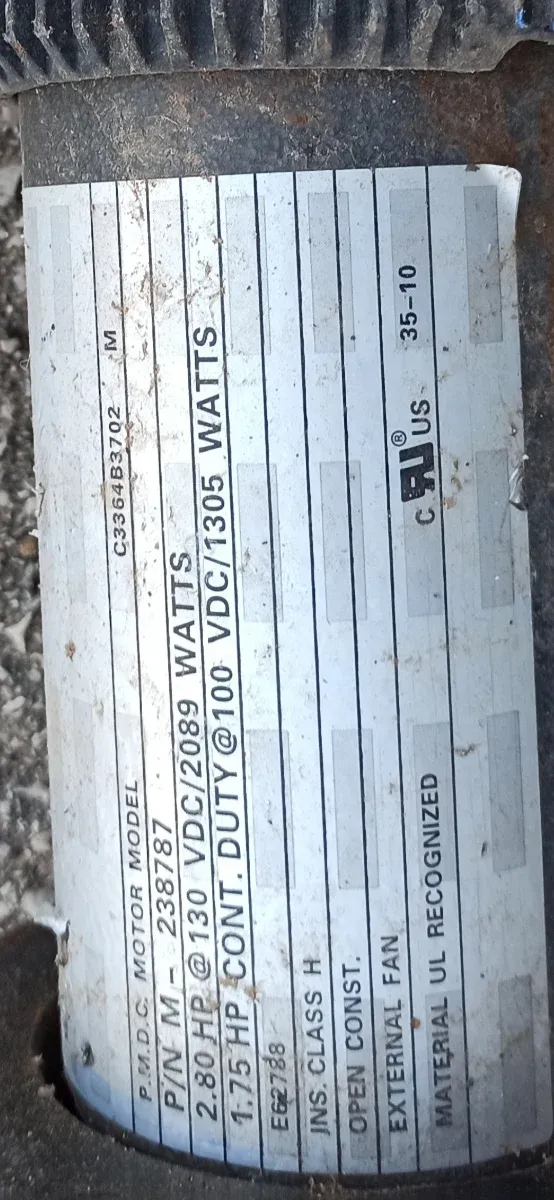 P.M.D.C. MOTOR MODEL C3364B3702 M
P/N M - 238787
2.80 HP @ 130 VDC/2089 WATTS
1.75 HP CONT. DUTY @ 100 VDC/1305 WATTS
E62788
INS. CLASS H
OPEN CONST.
EXTERNAL FAN
MATERIAL UL RECOGNIZED C RU® US 35-10